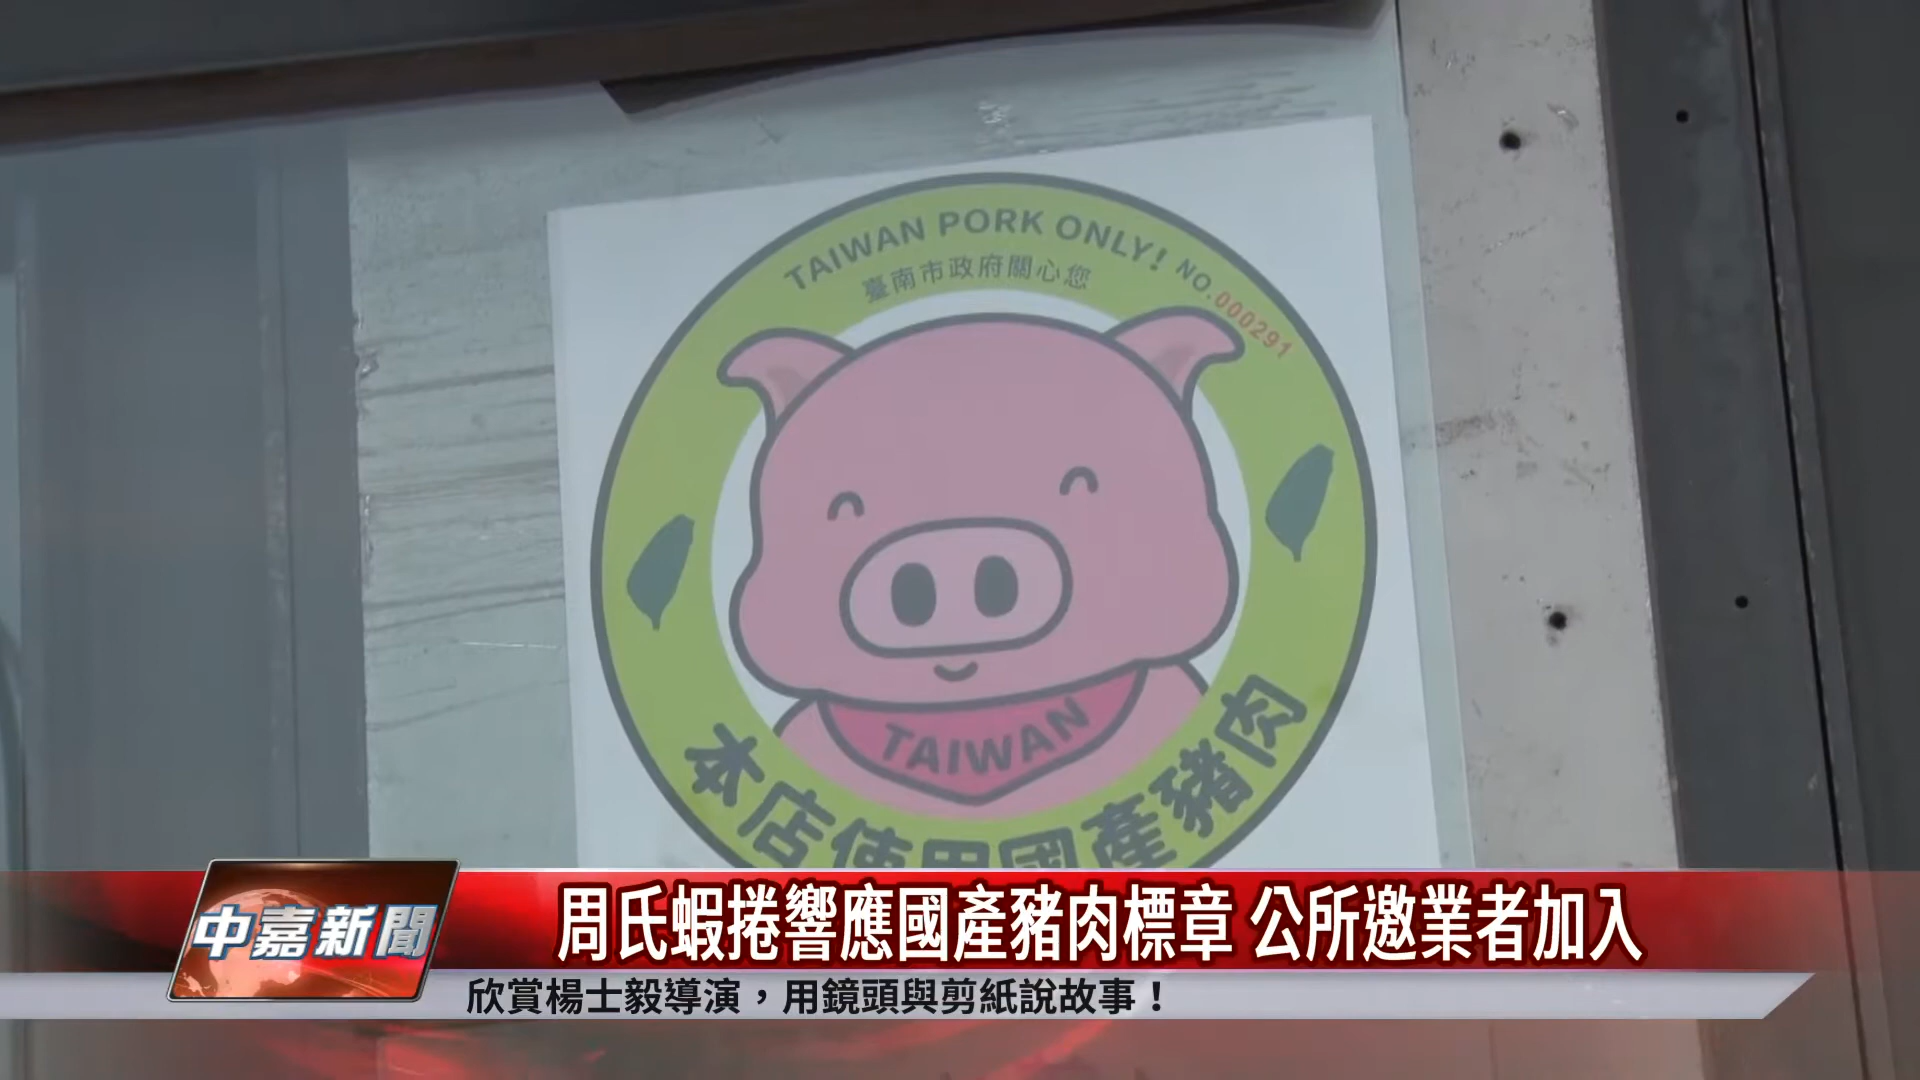 TAIWAN PORK ONLY! NO.000291
臺南市政府關心您
TAIWAN
本店使用國產豬肉
中嘉新聞
周氏蝦捲響應國產豬肉標章 公所邀業者加入
欣賞楊士毅導演，用鏡頭與剪紙說故事！